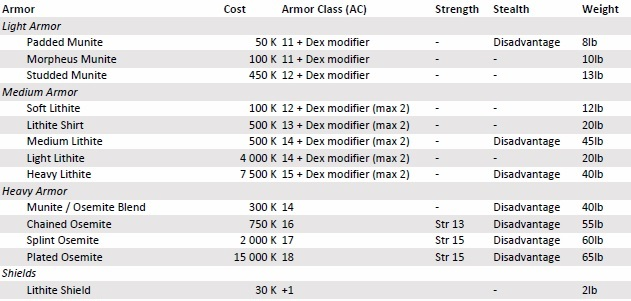 Armor Cost Armor Class (AC) Strength Stealth Weight
Light Armor
Padded Munite 50 K 11 + Dex modifier - Disadvantage 8lb
Morpheus Munite 100 K 11 + Dex modifier - - 10lb
Studded Munite 450 K 12 + Dex modifier - - 13lb
Medium Armor
Soft Lithite 100 K 12 + Dex modifier (max 2) - - 12lb
Lithite Shirt 500 K 13 + Dex modifier (max 2) - - 20lb
Medium Lithite 500 K 14 + Dex modifier (max 2) - Disadvantage 45lb
Light Lithite 4 000 K 14 + Dex modifier (max 2) - - 20lb
Heavy Lithite 7 500 K 15 + Dex modifier (max 2) - Disadvantage 40lb
Heavy Armor
Munite / Osemite Blend 300 K 14 - Disadvantage 40lb
Chained Osemite 750 K 16 Str 13 Disadvantage 55lb
Splint Osemite 2 000 K 17 Str 15 Disadvantage 60lb
Plated Osemite 15 000 K 18 Str 15 Disadvantage 65lb
Shields
Lithite Shield 30 K +1 - 2lb